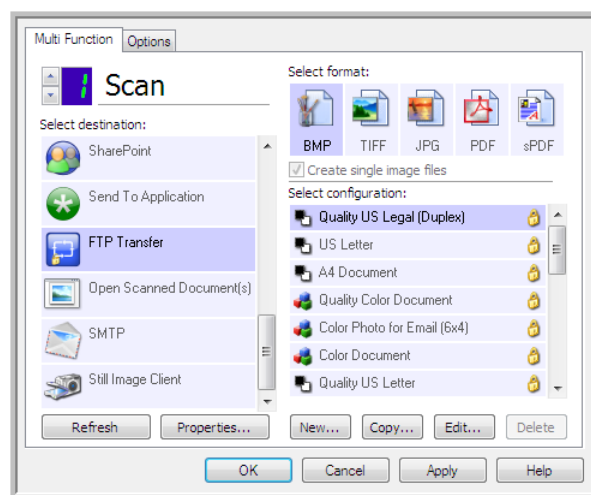 Multi Function Options
1 Scan
Select destination:
SharePoint
Send To Application
FTP Transfer
Open Scanned Document(s)
SMTP
Still Image Client
Refresh Properties...
Select format:
BMP TIFF JPG PDF sPDF
Create single image files
Select configuration:
Quality US Legal (Duplex)
US Letter
A4 Document
Quality Color Document
Color Photo for Email (6x4)
Color Document
Quality US Letter
New... Copy... Edit... Delete
OK Cancel Apply Help